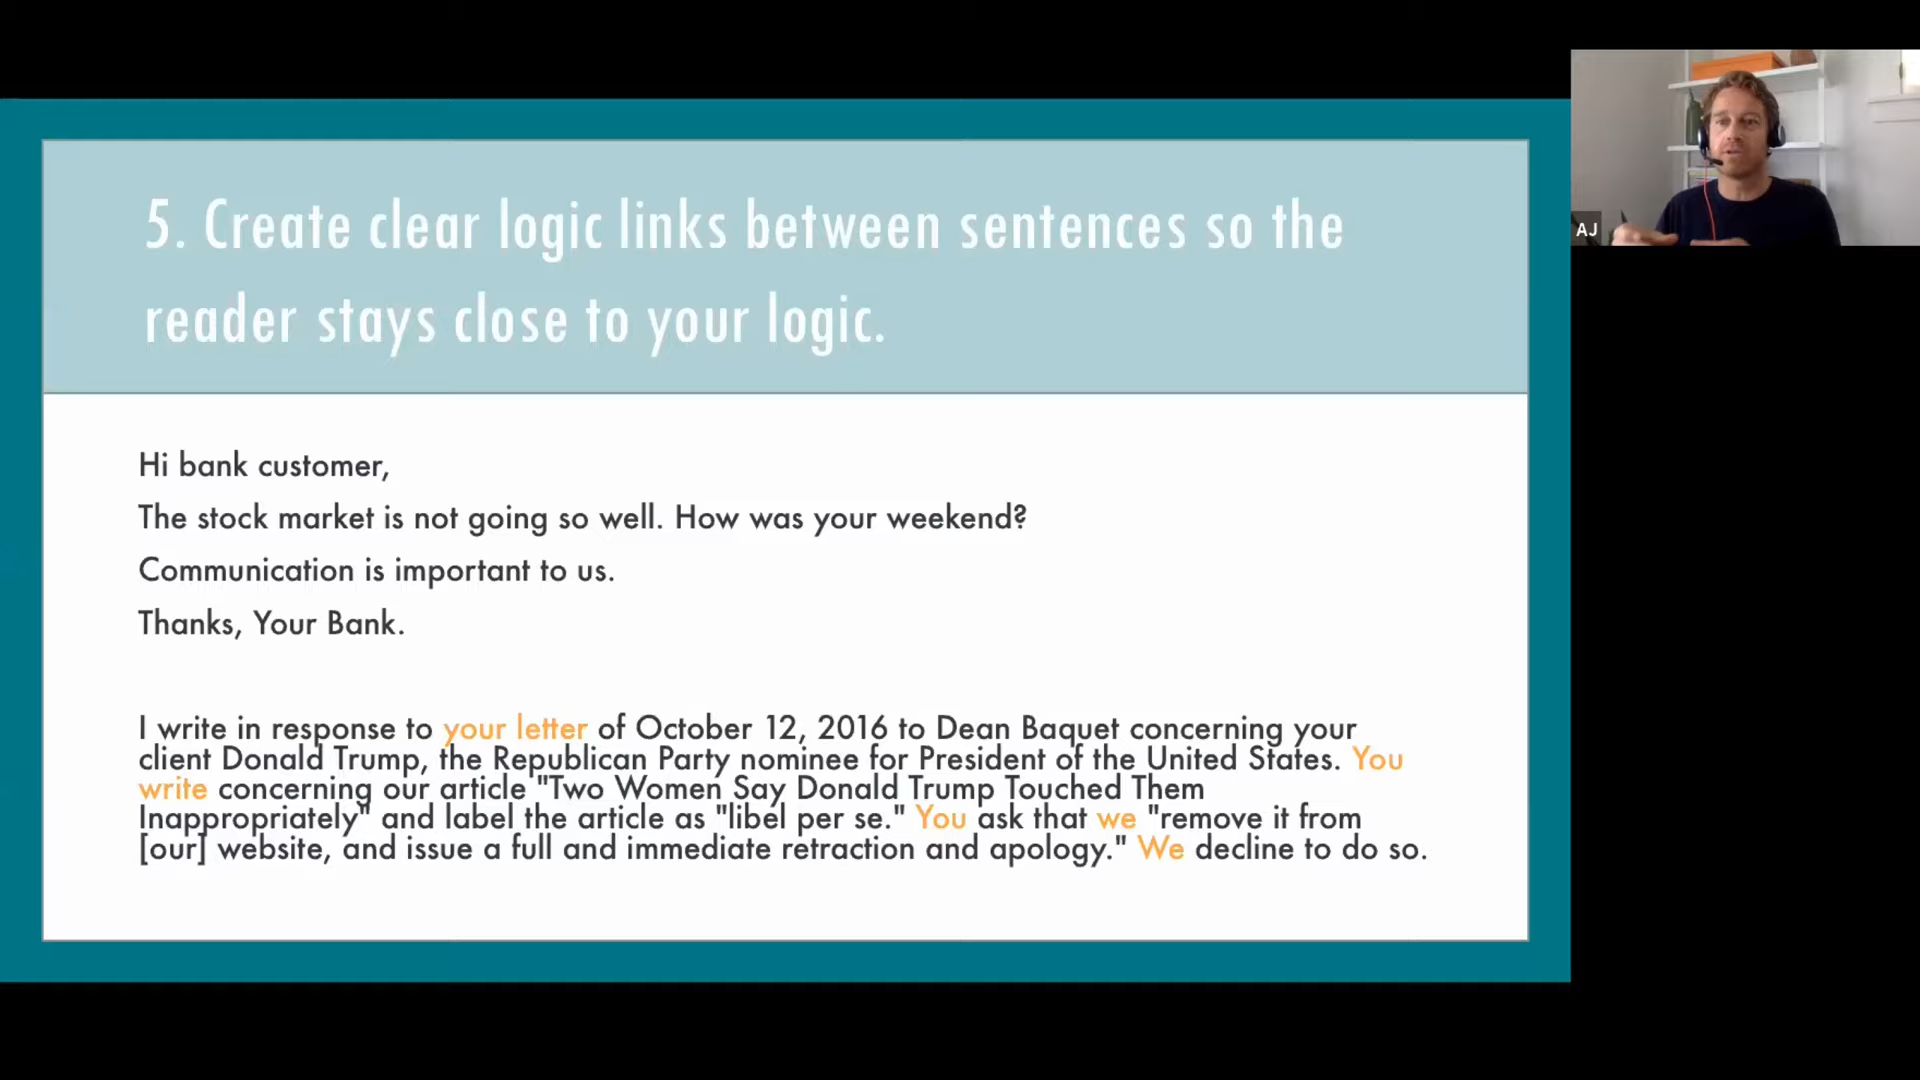 5. Create clear logic links between sentences so the
reader stays close to your logic.
Hi bank customer,
The stock market is not going so well. How was your weekend?
Communication is important to us.
Thanks, Your Bank.
I write in response to your letter of October 12, 2016 to Dean Baquet concerning your
client Donald Trump, the Republican Party nominee for President of the United States. You
write concerning our article "Two Women Say Donald Trump Touched Them
Inappropriately" and label the article as "libel per se." You ask that we "remove it from
[our] website, and issue a full and immediate retraction and apology." We decline to do so.
AJ